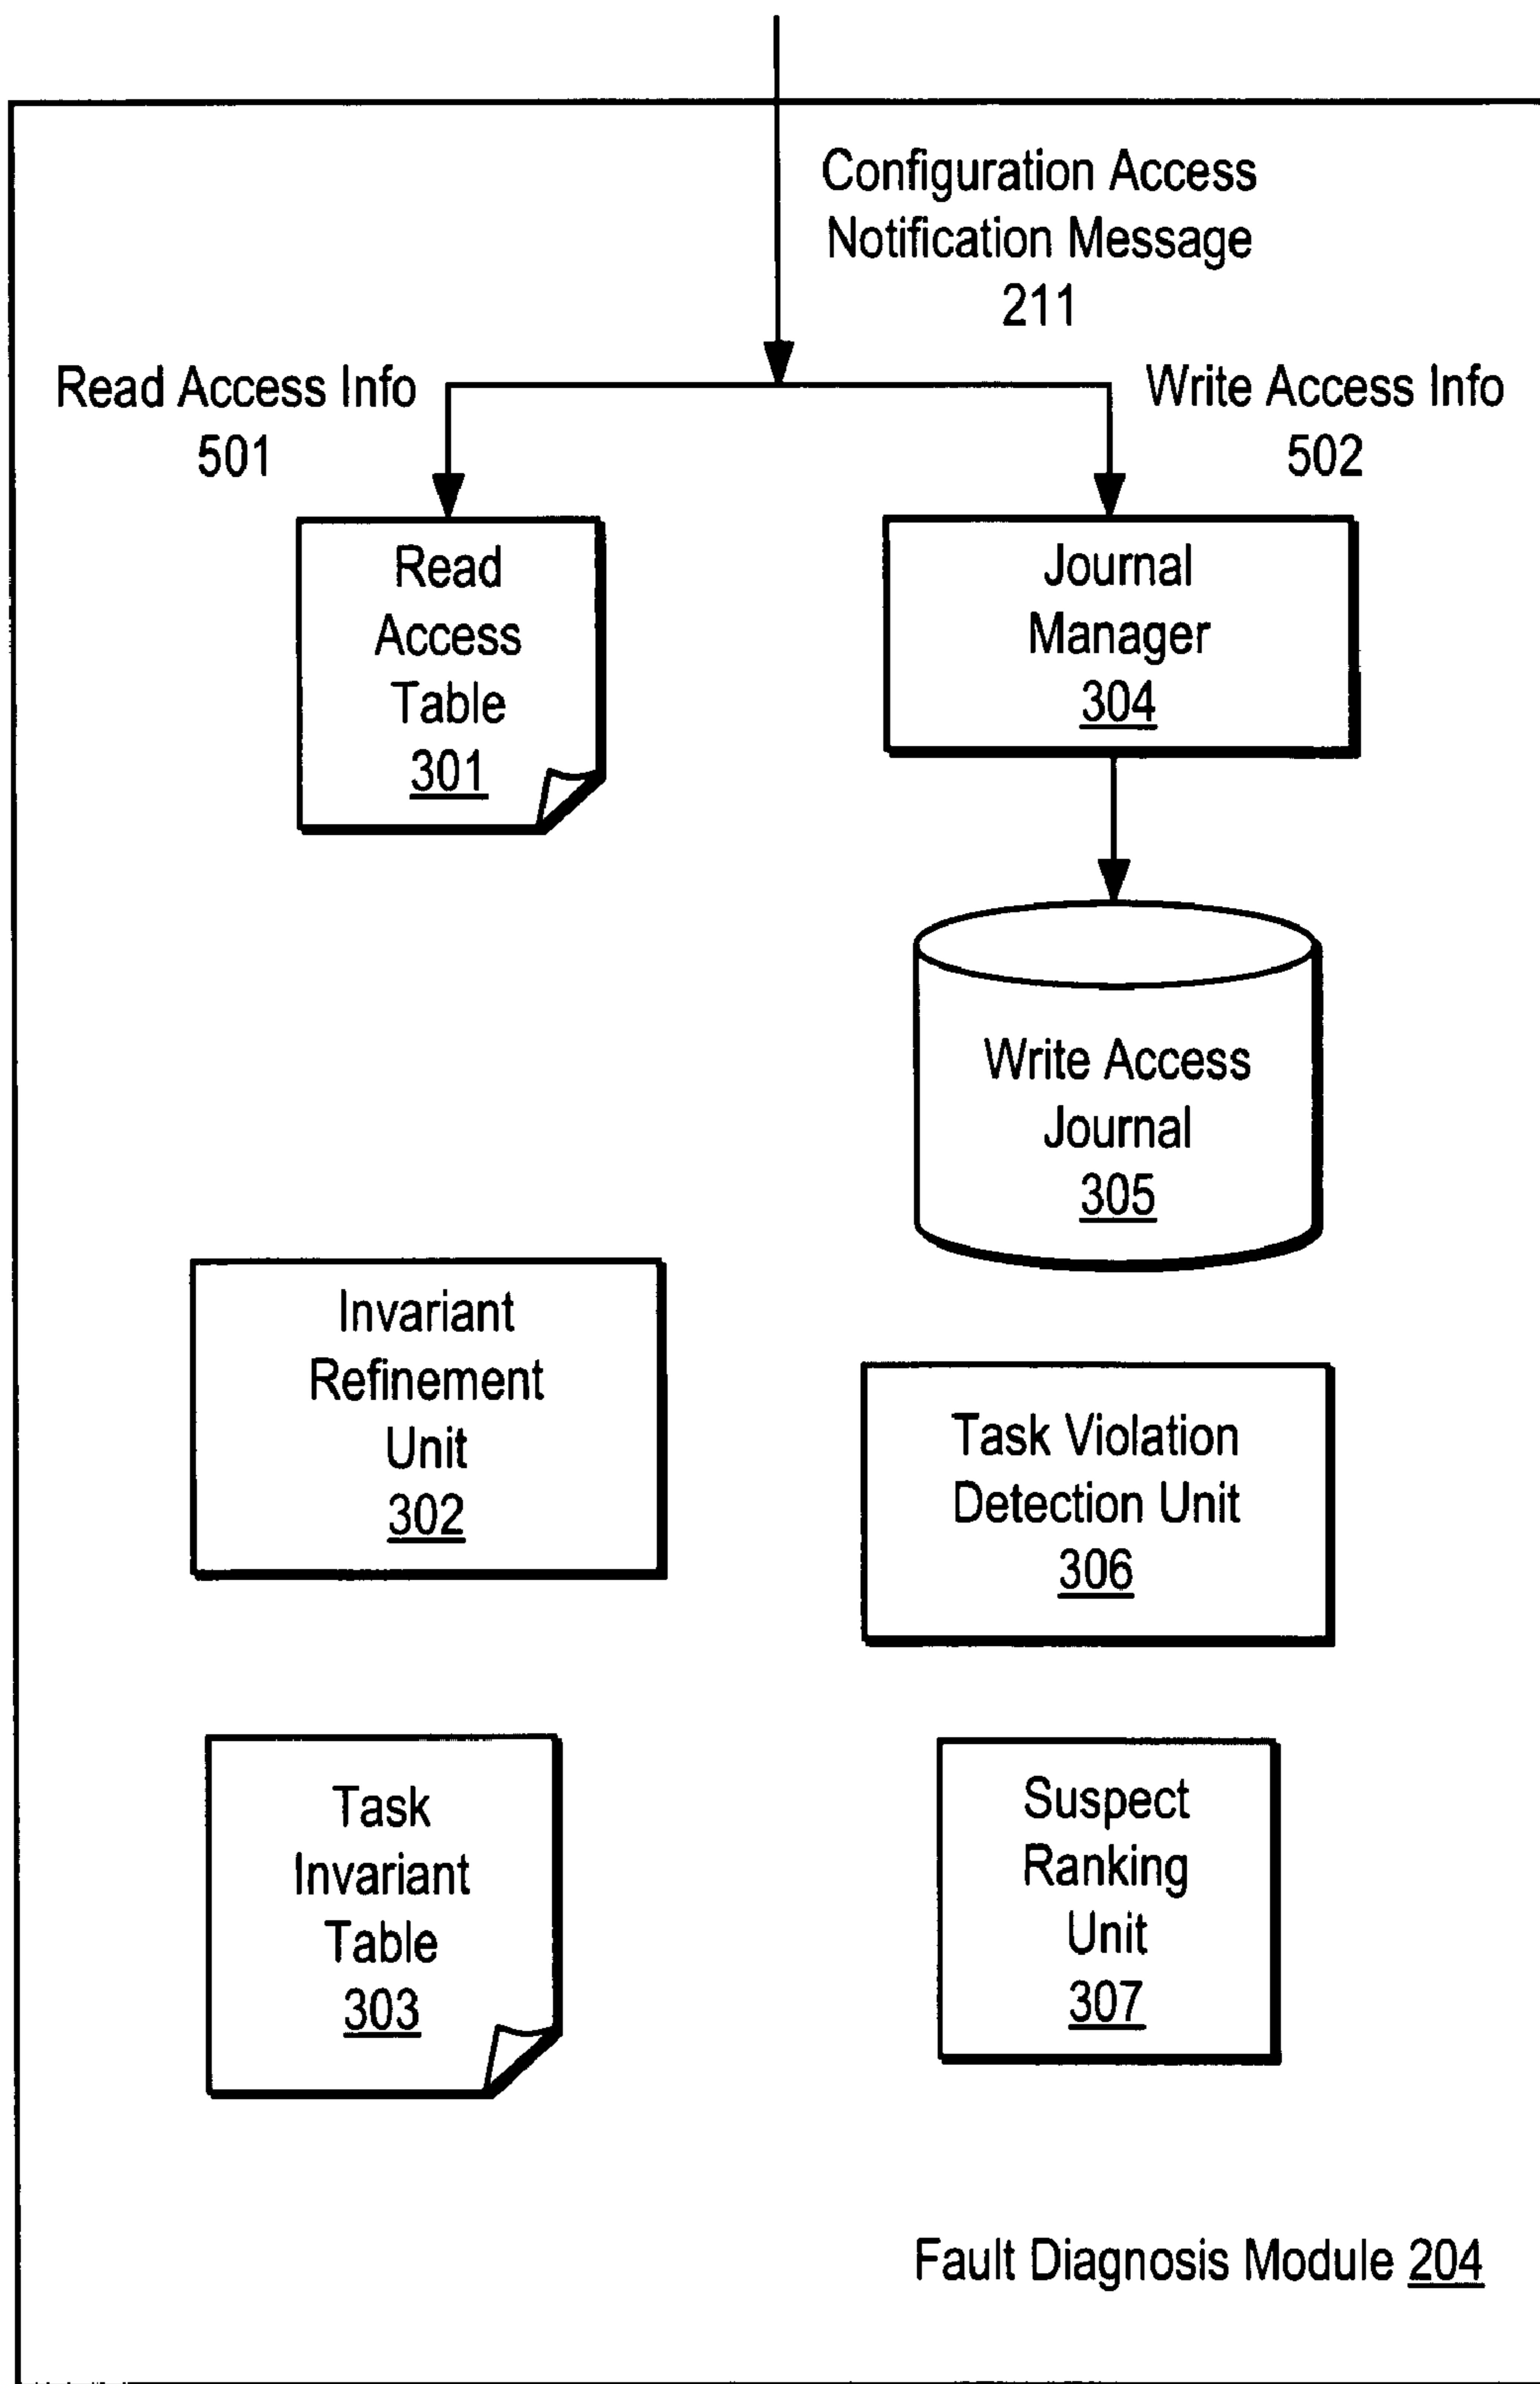 Configuration Access
Notification Message
211
Read Access Info
501
Write Access Info
502
Read
Access
Table
301
Journal
Manager
304
Write Access
Journal
305
Invariant
Refinement
Unit
302
Task Violation
Detection Unit
306
Task
Invariant
Table
303
Suspect
Ranking
Unit
307
Fault Diagnosis Module 204